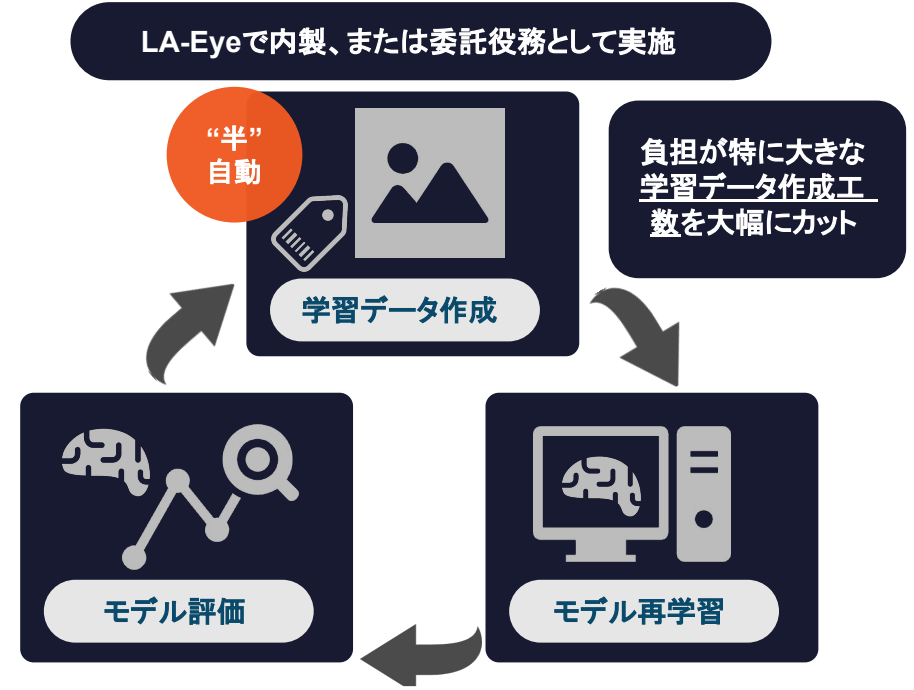 LA-Eyeで内製、または委託役務として実施
“半”
自動
負担が特に大きな
学習データ作成工
数を大幅にカット
学習データ作成
モデル評価
モデル再学習